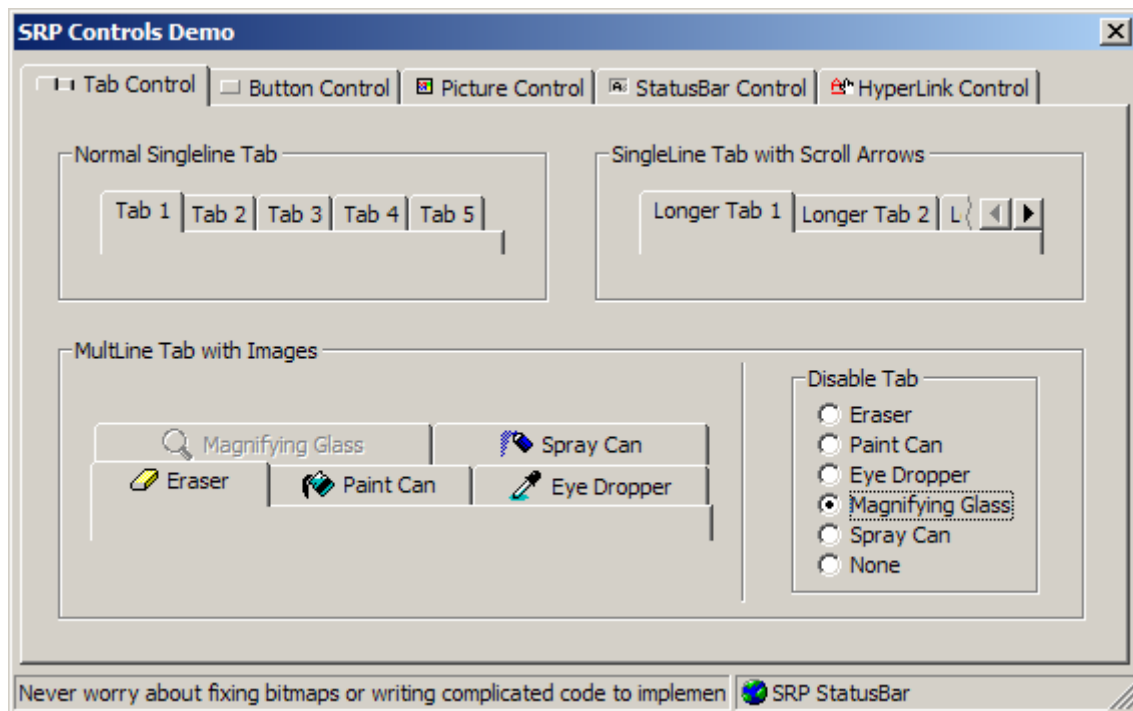 SRP Controls Demo
Tab Control Button Control Picture Control StatusBar Control HyperLink Control
Normal Singleline Tab
Tab 1 Tab 2 Tab 3 Tab 4 Tab 5
SingleLine Tab with Scroll Arrows
Longer Tab 1 Longer Tab 2 L
MultLine Tab with Images
Magnifying Glass Spray Can
Eraser Paint Can Eye Dropper
Disable Tab
Eraser
Paint Can
Eye Dropper
Magnifying Glass
Spray Can
None
Never worry about fixing bitmaps or writing complicated code to implemen SRP StatusBar